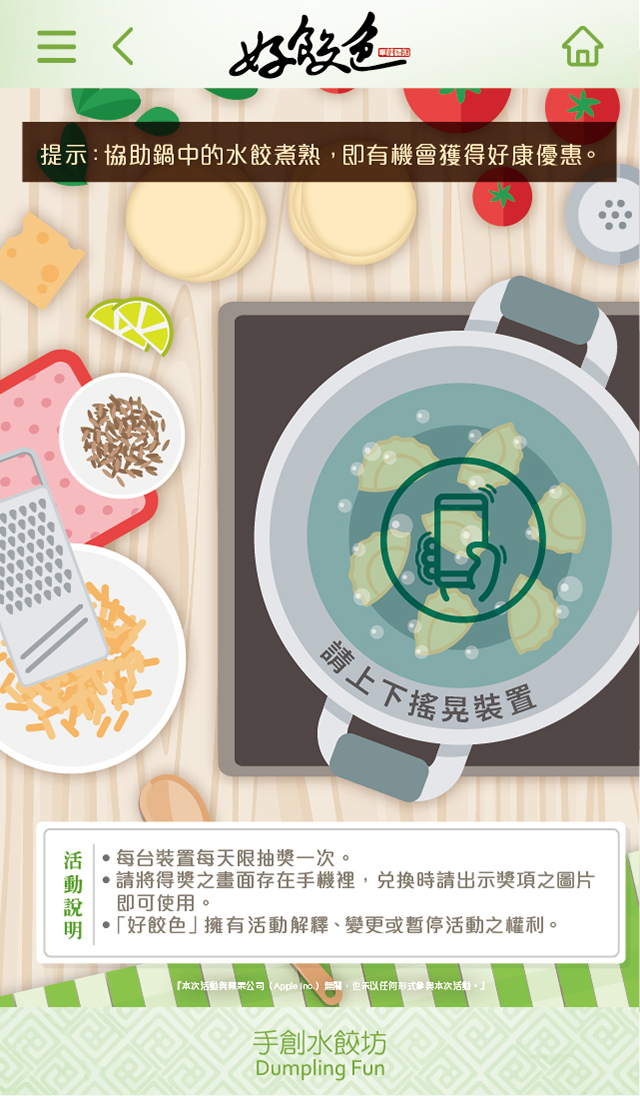 好餃色
提示：協助鍋中的水餃煮熟，即有機會獲得好康優惠。
請上下搖晃裝置
活動說明
• 每台裝置每天限抽獎一次。
• 請將得獎之畫面存在手機裡，兌換時請出示獎項之圖片
即可使用。
• 「好餃色」擁有活動解釋、變更或暫停活動之權利。
『本次活動與蘋果公司（Apple Inc.）無關，也未以任何形式參與本次活動。』
手創水餃坊
Dumpling Fun